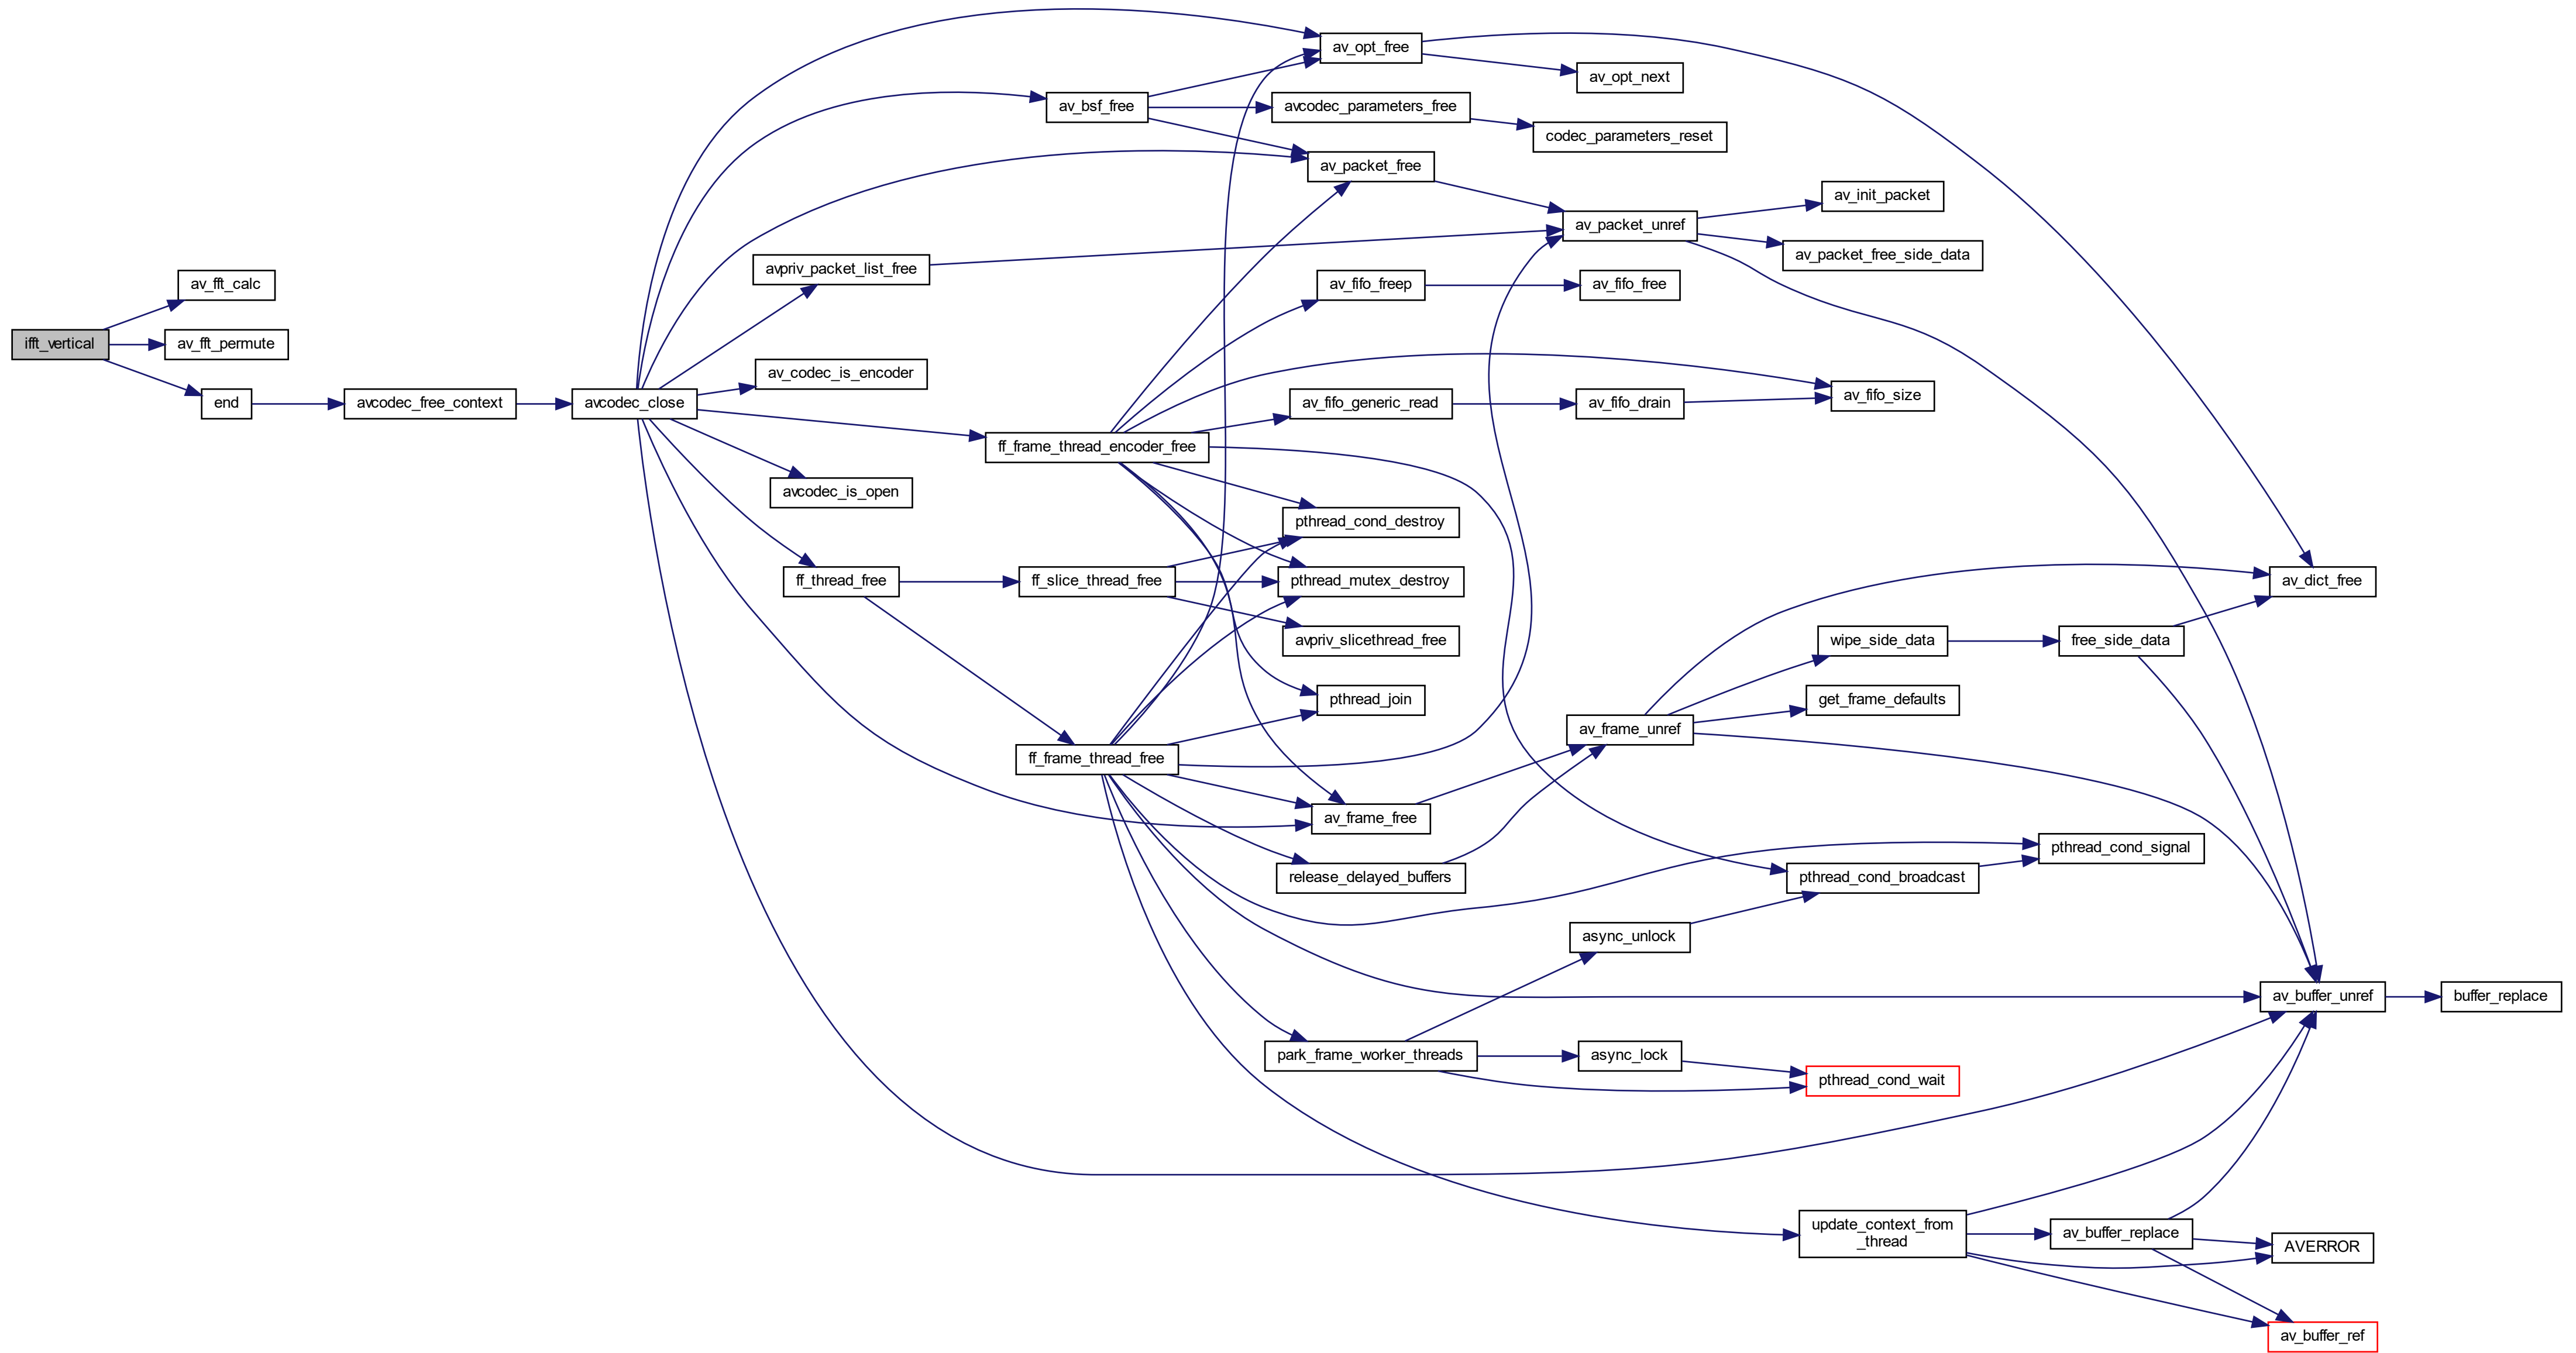 av_opt_free
av_opt_next
av_bsf_free
avcodec_parameters_free
codec_parameters_reset
av_packet_free
av_init_packet
av_packet_unref
av_packet_free_side_data
avpriv_packet_list_free
av_fft_calc
av_fifo_freep
av_fifo_free
ifft_vertical
av_fft_permute
av_codec_is_encoder
end
avcodec_free_context
avcodec_close
av_fifo_generic_read
av_fifo_drain
av_fifo_size
ff_frame_thread_encoder_free
avcodec_is_open
pthread_cond_destroy
ff_thread_free
ff_slice_thread_free
pthread_mutex_destroy
av_dict_free
avpriv_slicethread_free
wipe_side_data
free_side_data
pthread_join
get_frame_defaults
av_frame_unref
ff_frame_thread_free
av_frame_free
pthread_cond_signal
release_delayed_buffers
pthread_cond_broadcast
async_unlock
av_buffer_unref
buffer_replace
park_frame_worker_threads
async_lock
pthread_cond_wait
update_context_from
_thread
av_buffer_replace
AVERROR
av_buffer_ref